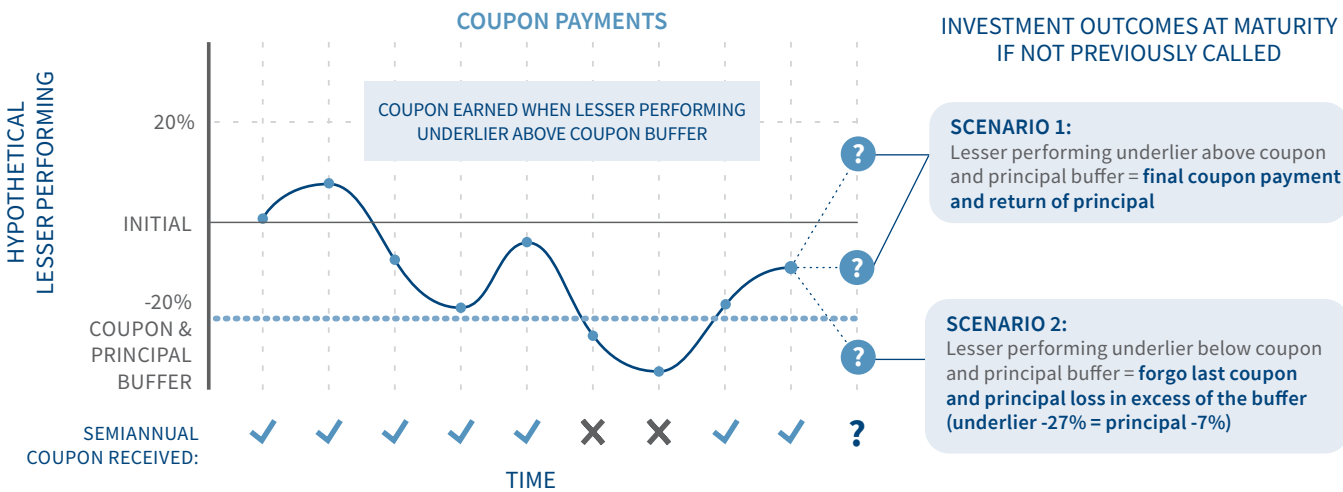 COUPON PAYMENTS
INVESTMENT OUTCOMES AT MATURITY
IF NOT PREVIOUSLY CALLED
HYPOTHETICAL
LESSER PERFORMING
20%
INITIAL
-20%
COUPON &
PRINCIPAL
BUFFER
COUPON EARNED WHEN LESSER PERFORMING
UNDERLIER ABOVE COUPON BUFFER
?
?
?
SCENARIO 1:
Lesser performing underlier above coupon
and principal buffer = final coupon payment
and return of principal
SCENARIO 2:
Lesser performing underlier below coupon
and principal buffer = forgo last coupon
and principal loss in excess of the buffer
(underlier -27% = principal -7%)
SEMIANNUAL
COUPON RECEIVED:
?
TIME